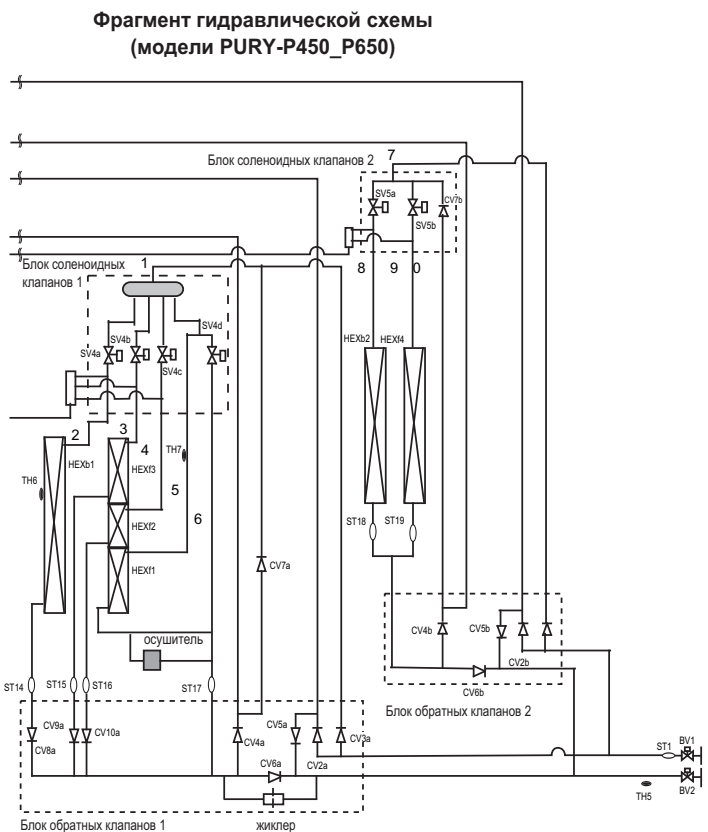 Фрагмент гидравлической схемы
(модели PURY-P450_P650)
Блок соленоидных клапанов 2
7
SV5a
SV5b
CV7b
Блок соленоидных
клапанов 1
1
8
9
0
SV4a
SV4b
SV4c
SV4d
HEXb2
HEXf4
2
3
4
5
6
HEXb1
HEXf3
HEXf2
HEXf1
TH6
TH7
ST18
ST19
CV7a
осушитель
CV4b
CV5b
CV2b
CV6b
ST14
ST15
ST16
ST17
Блок обратных клапанов 2
CV9a
CV8a
CV10a
CV4a
CV5a
CV6a
CV2a
CV3a
ST1
BV1
BV2
TH5
Блок обратных клапанов 1
жиклер